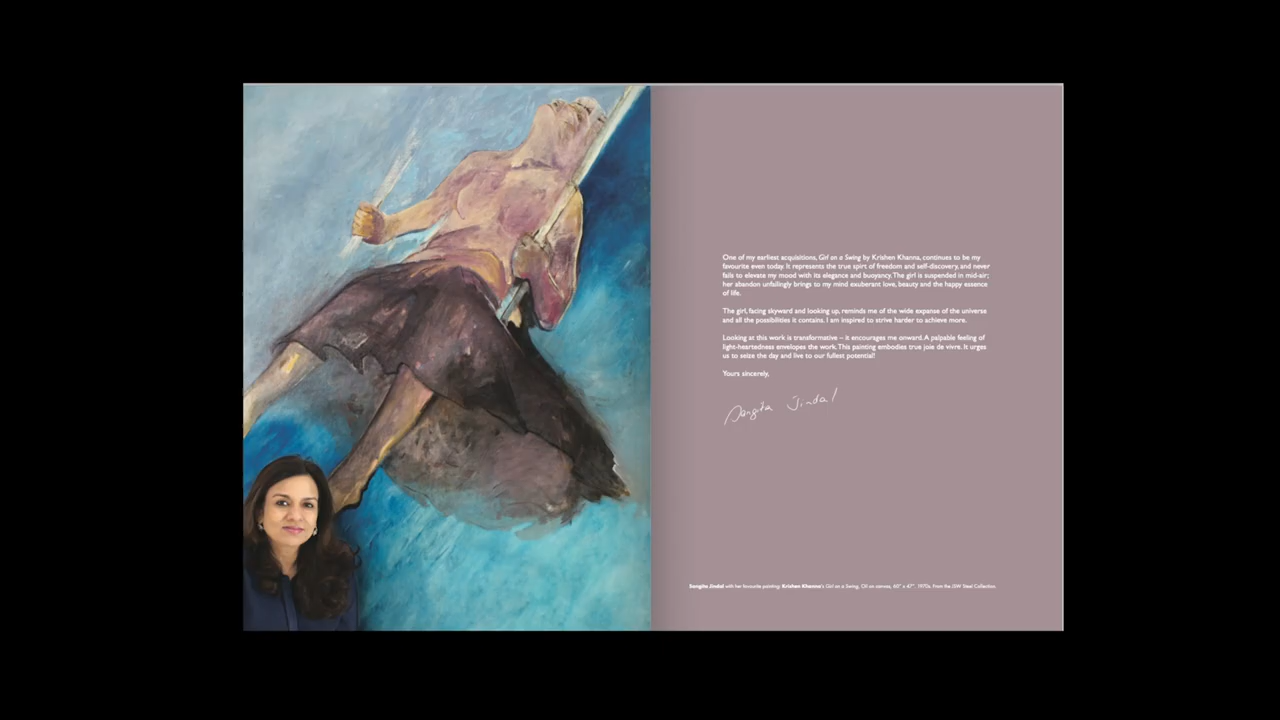 One of my earliest acquisitions, Girl on a Swing by Krishen Khanna, continues to be my
favourite even today. It represents the true spirt of freedom and self-discovery, and never
fails to elevate my mood with its elegance and buoyancy. The girl is suspended in mid-air;
her abandon unfailingly brings to my mind exuberant love, beauty and the happy essence
of life.
The girl, facing skyward and looking up, reminds me of the wide expanse of the universe
and all the possibilities it contains. I am inspired to strive harder to achieve more.
Looking at this work is transformative – it encourages me onward. A palpable feeling of
light-heartedness envelopes the work. This painting embodies true joie de vivre. It urges
us to seize the day and live to our fullest potential!
Yours sincerely,
Sangita Jindal
Sangita Jindal with her favourite painting: Krishen Khanna's Girl on a Swing, Oil on canvas, 60" x 47", 1970s. From the JSW Steel Collection.